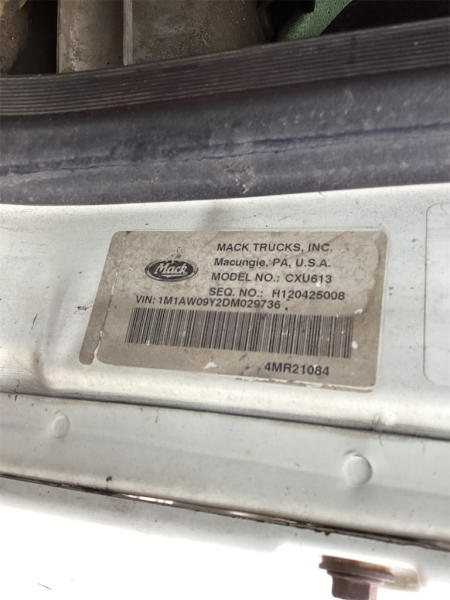 Mack
MACK TRUCKS, INC.
Macungie, PA, U.S.A.
MODEL NO.: CXU613
SEQ. NO.: H120425008
VIN: 1M1AW09Y2DM029736
4MR21084